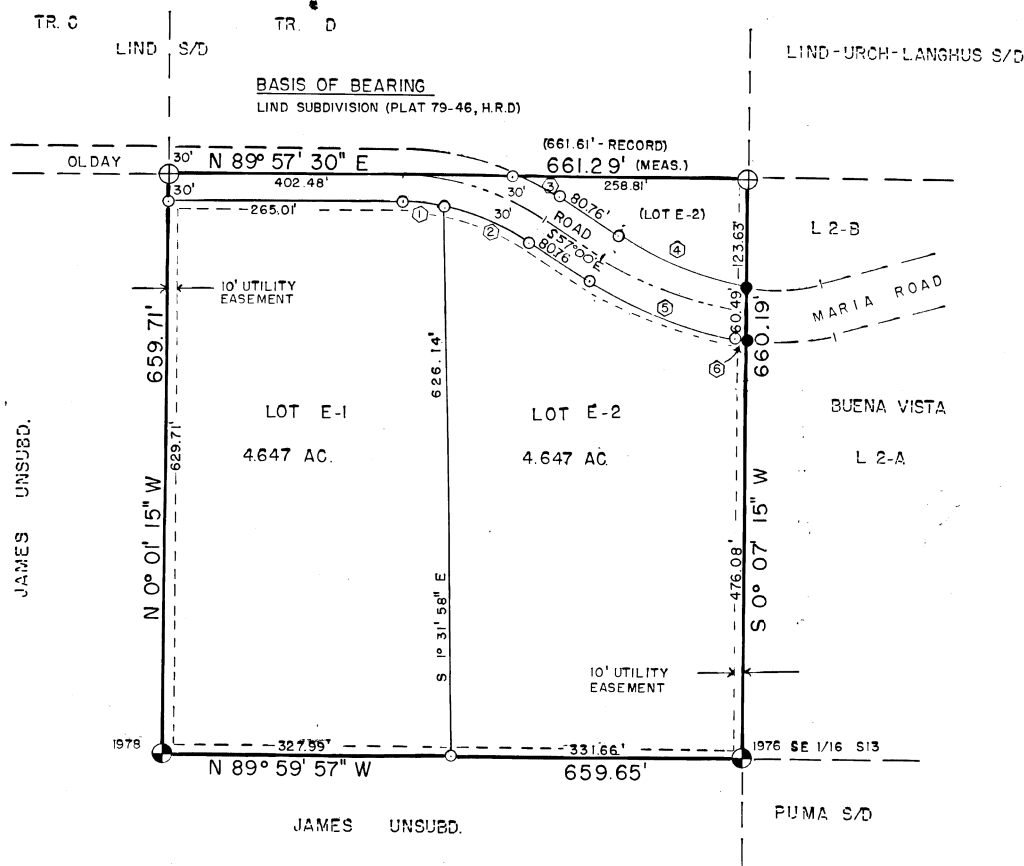 TR. C
TR. D
LIND S/D
LIND-URCH-LANGHUS S/D
BASIS OF BEARING
LIND SUBDIVISION (PLAT 79-46, H.R.D)
(661.61' - RECORD)
OLDAY
30'
N 89° 57' 30" E
661.29' (MEAS.)
402.48'
258.81'
30'
30'
3
80.76'
(LOT E-2)
265.01'
1
30'
ROAD
2
S 57°00' E
80.76
4
123.63'
L 2-B
10' UTILITY
EASEMENT
MARIA ROAD
5
60.49'
660.19'
6
659.71'
626.14'
LOT E-1
LOT E-2
BUENA VISTA
4.647 AC.
4.647 AC.
L 2-A
629.71'
JAMES UNSUBD.
N 0° 01' 15" W
S 1° 31' 58" E
476.08'
S 0° 07' 15" W
10' UTILITY
EASEMENT
1978
327.99'
331.66'
1976 SE 1/16 S13
N 89° 59' 57" W
659.65'
JAMES UNSUBD.
PUMA S/D